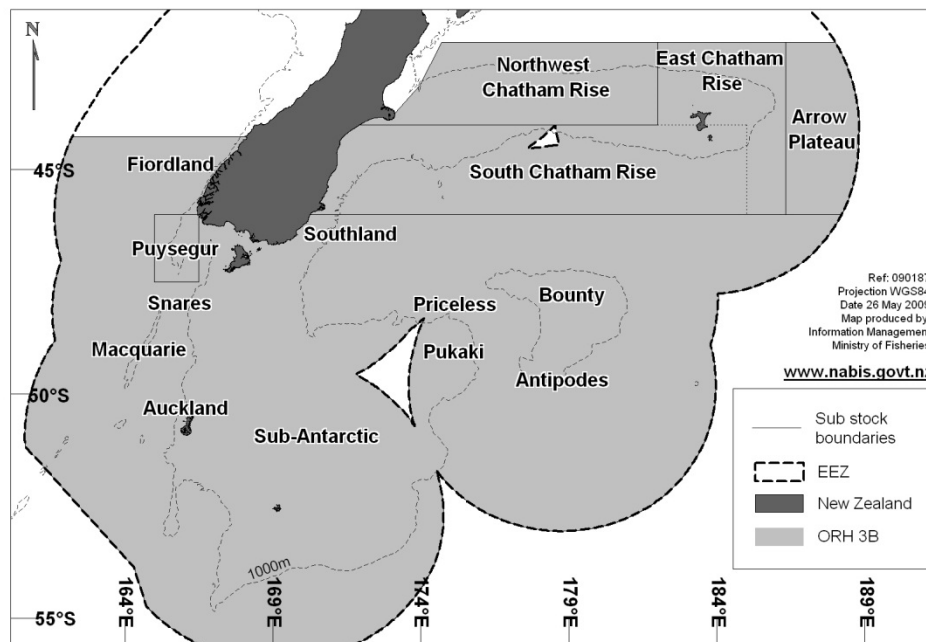 N
Northwest
Chatham Rise
East Chatham
Rise
Arrow
Plateau
Fiordland
45°S
South Chatham Rise
Puysegur
Southland
Snares
Priceless
Bounty
Macquarie
Pukaki
Antipodes
50°S
Auckland
Sub-Antarctic
1000m
55°S
164°E
169°E
174°E
179°E
184°E
189°E
Ref: 090187
Projection WGS84
Date 26 May 2009
Map produced by
Information Managemen
Ministry of Fisheries
www.nabis.govt.nz
Sub stock
boundaries
EEZ
New Zealand
ORH 3B